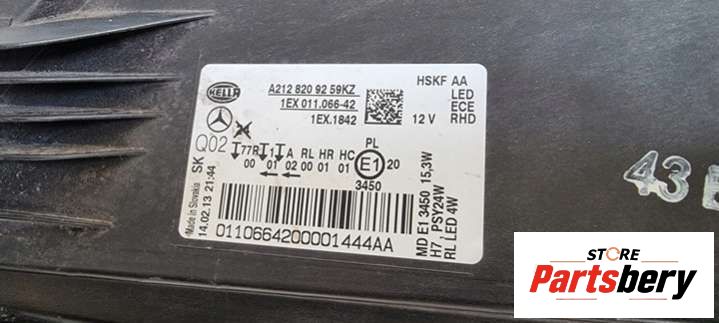 HELLA
A212 820 92 59KZ
1EX 011.066-42
1EX.1842
HSKF AA
LED
ECE
12 V RHD
Q02
77R 1 A RL HR HC PL
00 01 02 00 01 01 E1 20
3450
SK
Made in Slovakia
14.02.13 21:44
0110664200001444AA
MD E1 3450 15,3W
H7, PSY24W
RL LED 4W
43
STORE
Partsbery